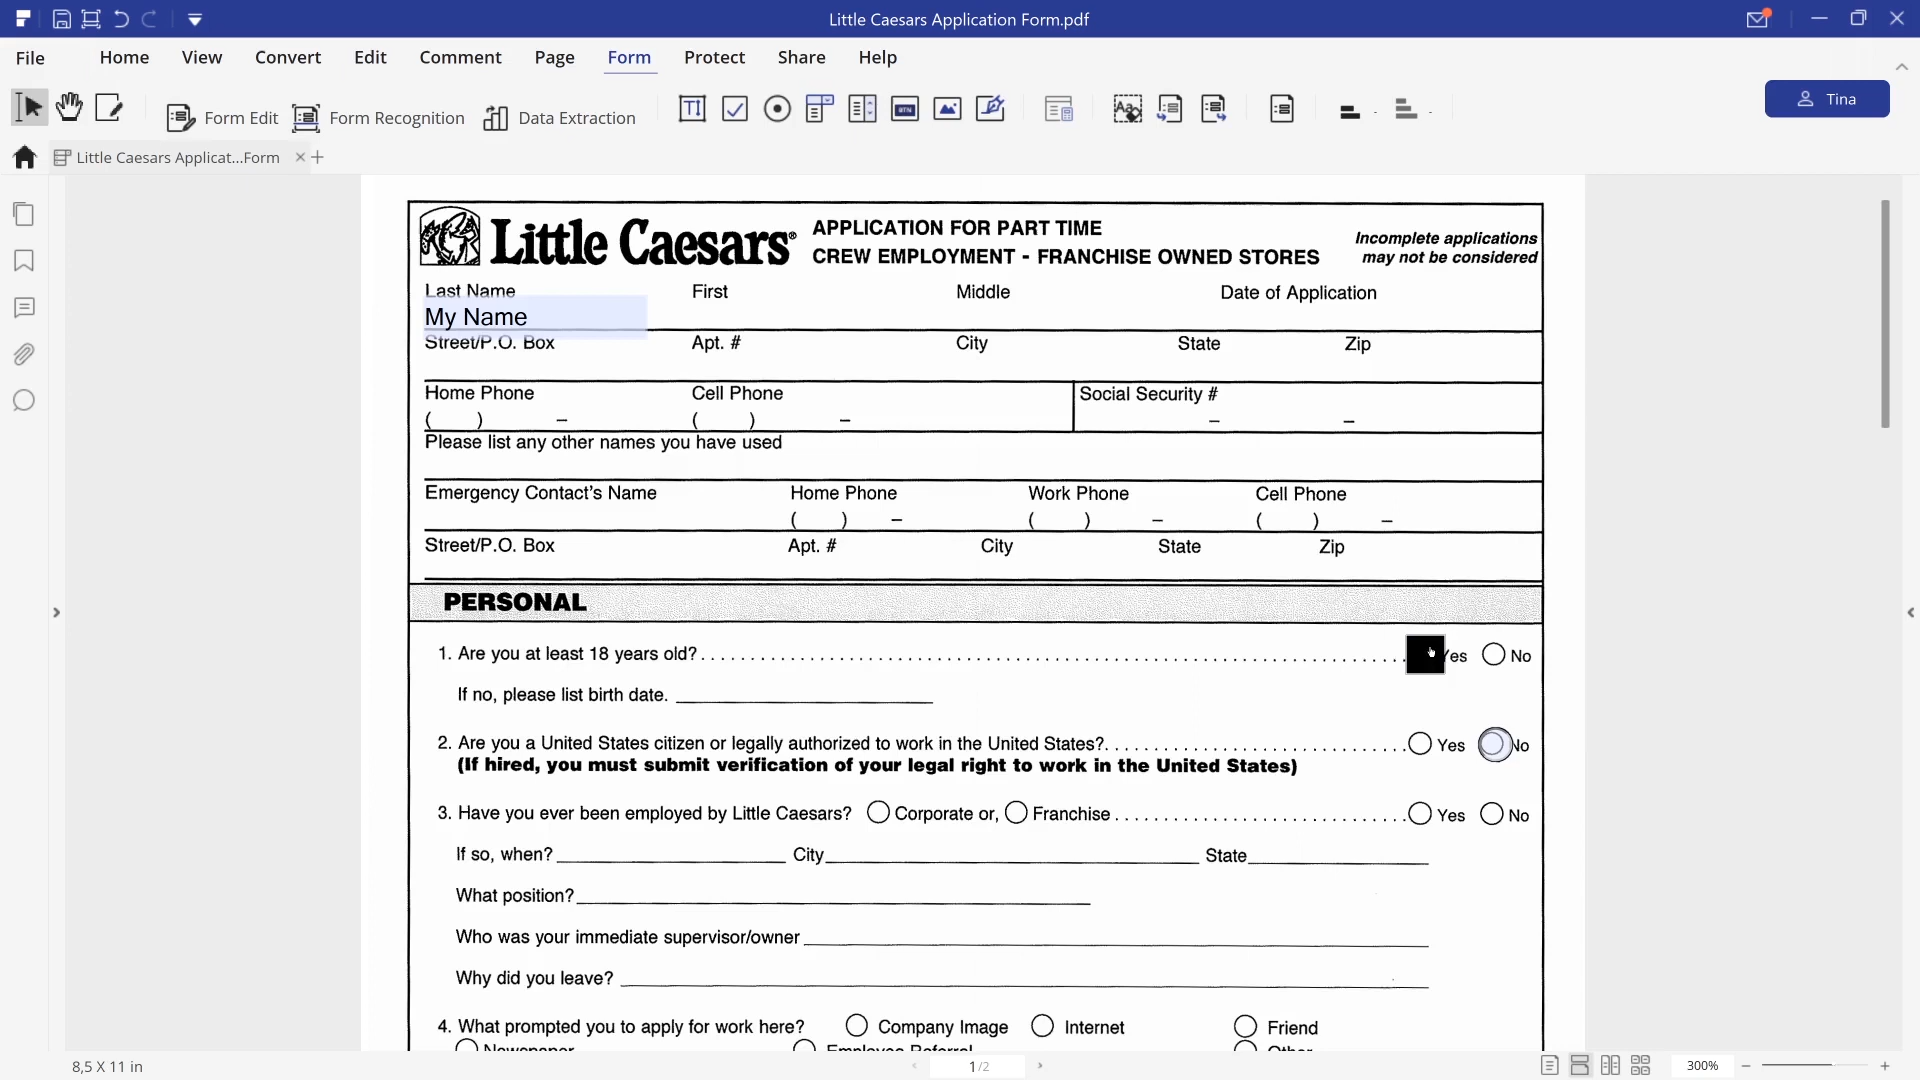 Little Caesars Application Form.pdf
File Home View Convert Edit Comment Page Form Protect Share Help
Form Edit Form Recognition Data Extraction
TI
BTN
Tina
Little Caesars Applicat...Form
Little Caesars®
APPLICATION FOR PART TIME
CREW EMPLOYMENT - FRANCHISE OWNED STORES
Incomplete applications
may not be considered
Last Name First Middle Date of Application
My Name
Street/P.O. Box Apt. # City State Zip
Home Phone Cell Phone Social Security #
( ) – ( ) – – –
Please list any other names you have used
Emergency Contact's Name Home Phone Work Phone Cell Phone
( ) – ( ) – ( ) –
Street/P.O. Box Apt. # City State Zip
PERSONAL
1. Are you at least 18 years old? Yes No
If no, please list birth date.
2. Are you a United States citizen or legally authorized to work in the United States? Yes No
(If hired, you must submit verification of your legal right to work in the United States)
3. Have you ever been employed by Little Caesars? Corporate or, Franchise Yes No
If so, when? City State
What position?
Who was your immediate supervisor/owner
Why did you leave?
4. What prompted you to apply for work here? Company Image Internet Friend
Newspaper Employee Referral Other
8,5 X 11 in 1/2 300%